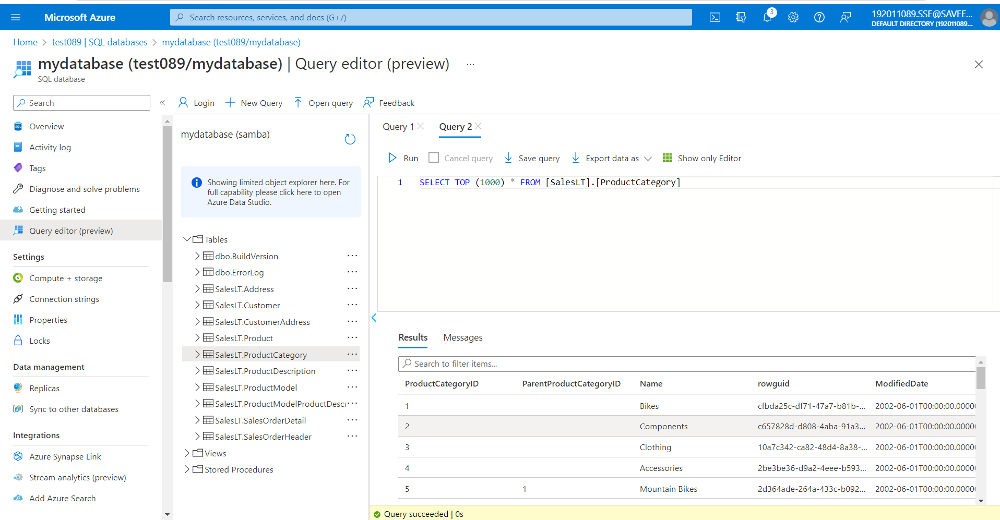 Microsoft Azure
Search resources, services, and docs (G+/)
3
192011089.SSE@SAVEE...
DEFAULT DIRECTORY (192011089....
Home > test089 | SQL databases > mydatabase (test089/mydatabase)
mydatabase (test089/mydatabase) | Query editor (preview) ...
SQL database
Search
«
Login
New Query
Open query
Feedback
Overview
Activity log
Tags
Diagnose and solve problems
Getting started
Query editor (preview)
Settings
Compute + storage
Connection strings
Properties
Locks
Data management
Replicas
Sync to other databases
Integrations
Azure Synapse Link
Stream analytics (preview)
Add Azure Search
mydatabase (samba)
Showing limited object explorer here. For
full capability please click here to open
Azure Data Studio.
Tables
dbo.BuildVersion ...
dbo.ErrorLog ...
SalesLT.Address ...
SalesLT.Customer ...
SalesLT.CustomerAddress ...
SalesLT.Product ...
SalesLT.ProductCategory ...
SalesLT.ProductDescription ...
SalesLT.ProductModel ...
SalesLT.ProductModelProductDescr ...
SalesLT.SalesOrderDetail ...
SalesLT.SalesOrderHeader ...
Views
Stored Procedures
Query 1
Query 2
Run
Cancel query
Save query
Export data as
Show only Editor
1 SELECT TOP (1000) * FROM [SalesLT].[ProductCategory]
Results
Messages
Search to filter items...
ProductCategoryID ParentProductCategoryID Name rowguid ModifiedDate
1 Bikes cfbda25c-df71-47a7-b81b-... 2002-06-01T00:00:00.0000
2 Components c657828d-d808-4aba-91a3... 2002-06-01T00:00:00.0000
3 Clothing 10a7c342-ca82-48d4-8a38-... 2002-06-01T00:00:00.0000
4 Accessories 2be3be36-d9a2-4eee-b593... 2002-06-01T00:00:00.0000
5 1 Mountain Bikes 2d364ade-264a-433c-b092... 2002-06-01T00:00:00.0000
Query succeeded | 0s